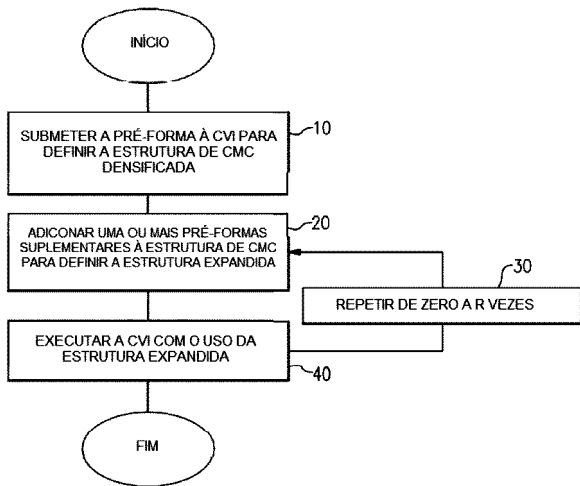 INÍCIO
SUBMETER A PRÉ-FORMA À CVI PARA
DEFINIR A ESTRUTURA DE CMC
DENSIFICADA
10
ADICONAR UMA OU MAIS PRÉ-FORMAS
SUPLEMENTARES À ESTRUTURA DE CMC
PARA DEFINIR A ESTRUTURA EXPANDIDA
20
30
REPETIR DE ZERO A R VEZES
EXECUTAR A CVI COM O USO DA
ESTRUTURA EXPANDIDA
40
FIM